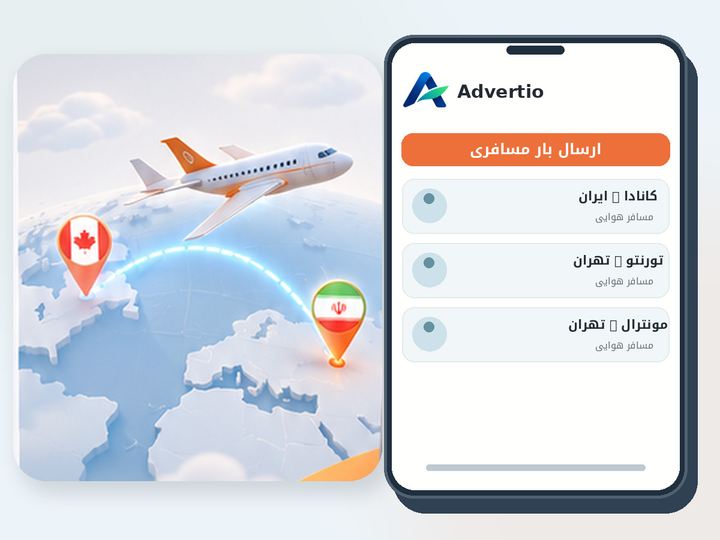 Advertio
ارسال بار مسافری
کانادا ▯ ایران
مسافر هوایی
تورنتو ▯ تهران
مسافر هوایی
مونترال ▯ تهران
مسافر هوایی